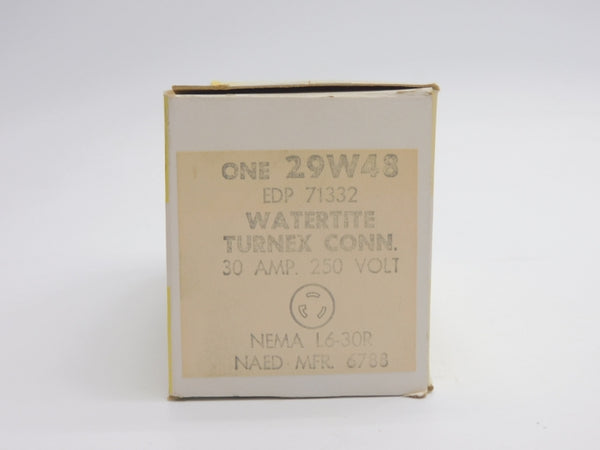 ONE 29W48
EDP 71332
WATERTITE
TURNEX CONN.
30 AMP. 250 VOLT
NEMA L6-30R
NAED MFR. 6788